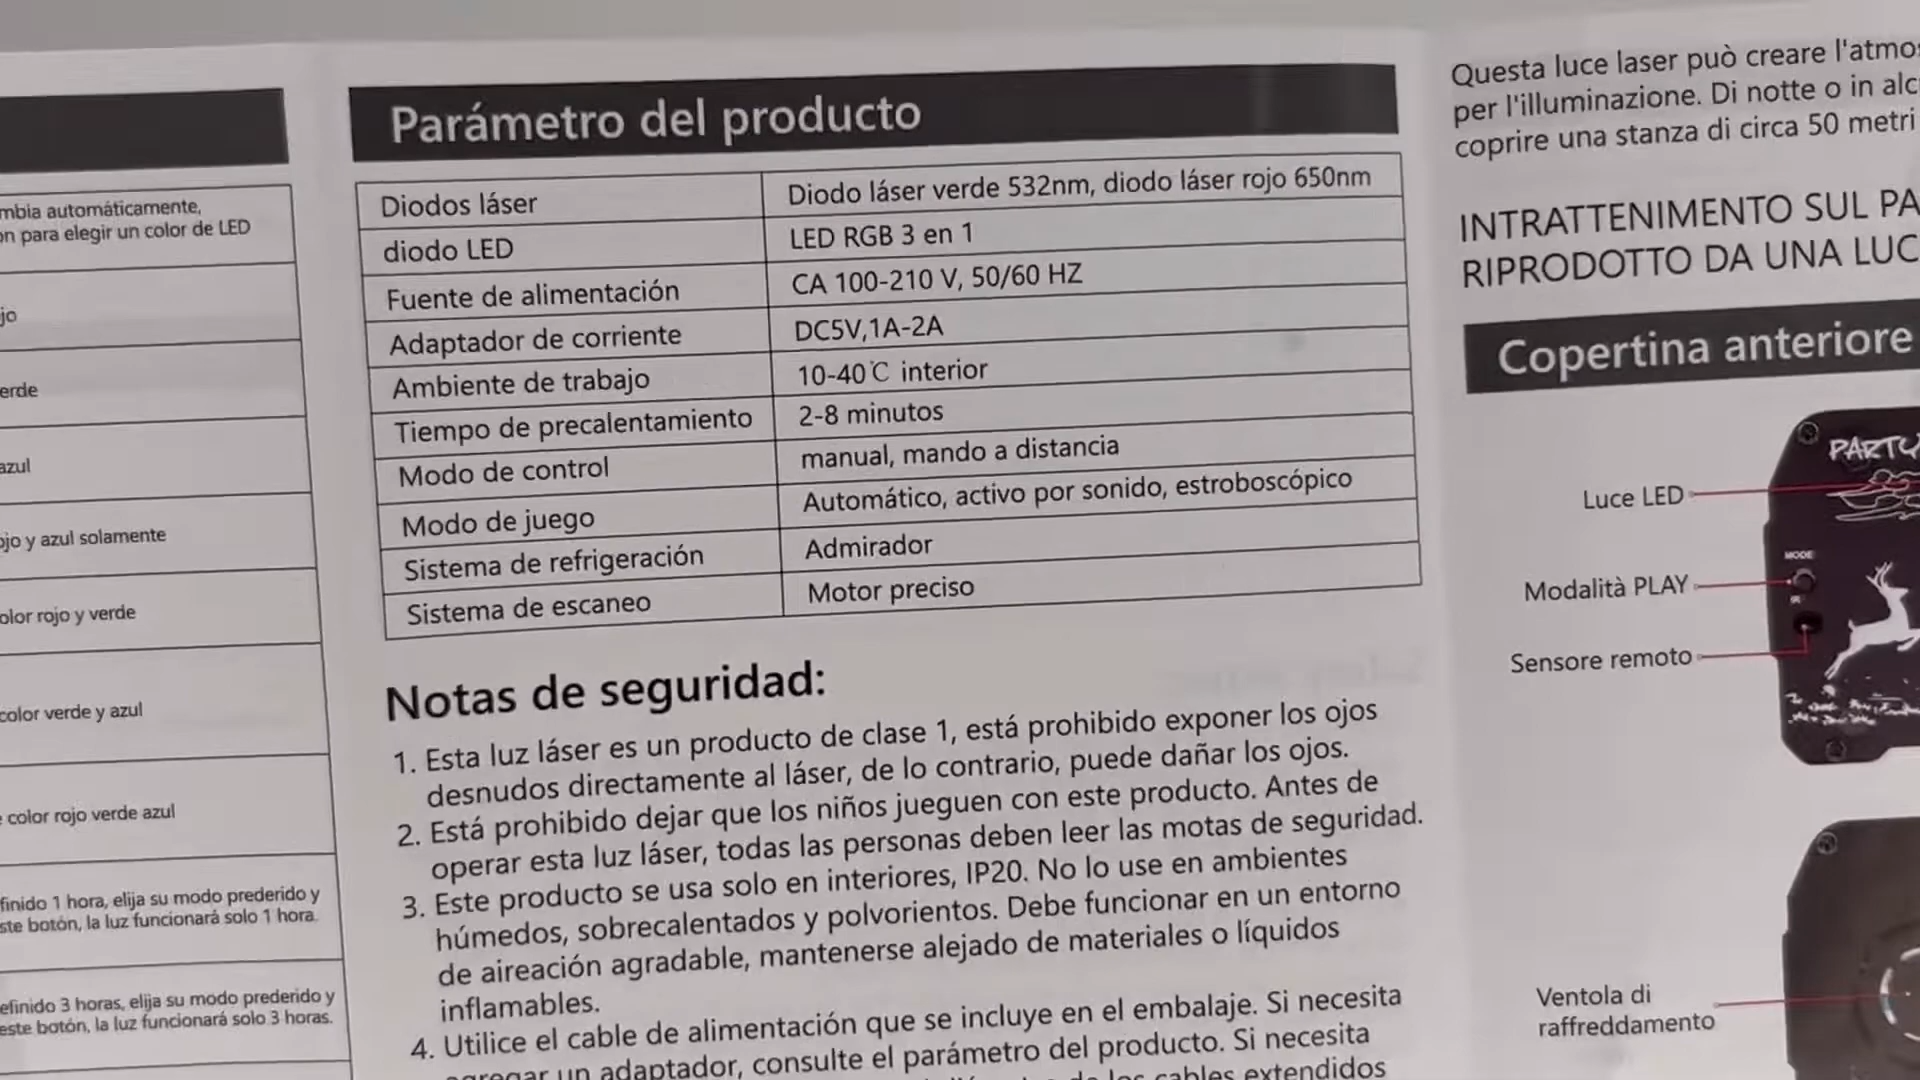 mbia automáticamente,
para elegir un color de LED
azul
y azul solamente
color rojo y verde
color verde y azul
color rojo verde azul
finido 1 hora, elija su modo prederido y
botón, la luz funcionará solo 1 hora.
efinido 3 horas, elija su modo prederido y
este botón, la luz funcionará solo 3 horas.
Parámetro del producto
Diodos láser Diodo láser verde 532nm, diodo láser rojo 650nm
diodo LED LED RGB 3 en 1
Fuente de alimentación CA 100-210 V, 50/60 HZ
Adaptador de corriente DC5V,1A-2A
Ambiente de trabajo 10-40℃ interior
Tiempo de precalentamiento 2-8 minutos
Modo de control manual, mando a distancia
Modo de juego Automático, activo por sonido, estroboscópico
Sistema de refrigeración Admirador
Sistema de escaneo Motor preciso
Notas de seguridad:
1. Esta luz láser es un producto de clase 1, está prohibido exponer los ojos
desnudos directamente al láser, de lo contrario, puede dañar los ojos.
2. Está prohibido dejar que los niños jueguen con este producto. Antes de
operar esta luz láser, todas las personas deben leer las motas de seguridad.
3. Este producto se usa solo en interiores, IP20. No lo use en ambientes
húmedos, sobrecalentados y polvorientos. Debe funcionar en un entorno
de aireación agradable, mantenerse alejado de materiales o líquidos
inflamables.
4. Utilice el cable de alimentación que se incluye en el embalaje. Si necesita
agregar un adaptador, consulte el parámetro del producto. Si necesita
los cables extendidos
Questa luce laser può creare l'atmos
per l'illuminazione. Di notte o in alc
coprire una stanza di circa 50 metri
INTRATTENIMENTO SUL PA
RIPRODOTTO DA UNA LUC
Copertina anteriore
PARTY
Luce LED
MODE
Modalità PLAY
IR
Sensore remoto
Ventola di
raffreddamento